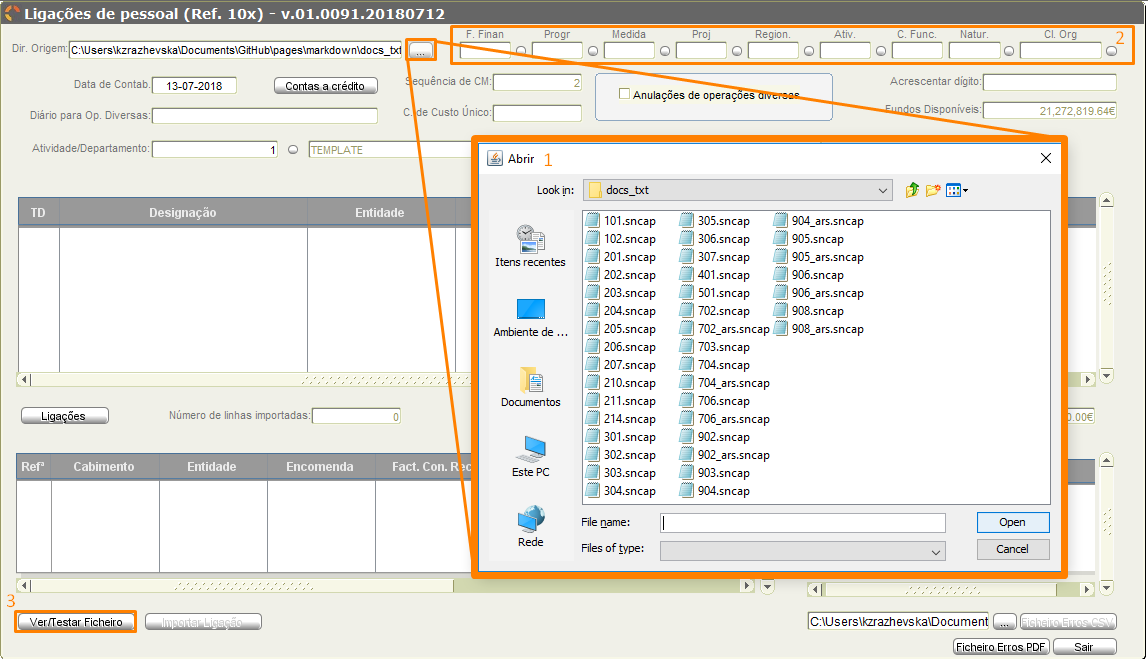 Ligações de pessoal (Ref. 10x) - v.01.0091.20180712
F. Finan Progr Medida Proj Region. Ativ. C. Func. Natur. Cl. Org
2
Dir. Origem: C:\Users\kzrazhevska\Documents\GitHub\pages\markdown\docs_txt ...
Data de Contab. 13-07-2018 Contas a crédito Sequência de CM: 2 Anulações de operações diversas Acrescentar dígito:
Diário para Op. Diversas: C. de Custo Único: Fundos Disponíveis: 21,272,819.64€
Atividade/Departamento: 1 TEMPLATE
TD Designação Entidade
Ligações Número de linhas importadas: 0 0.00€
Refª Cabimento Entidade Encomenda Fact. Con. Rec
Abrir 1
Look in: docs_txt
Itens recentes
Ambiente de ...
Documentos
Este PC
Rede
101.sncap
102.sncap
201.sncap
202.sncap
203.sncap
204.sncap
205.sncap
206.sncap
207.sncap
210.sncap
211.sncap
214.sncap
301.sncap
302.sncap
303.sncap
304.sncap
305.sncap
306.sncap
307.sncap
401.sncap
501.sncap
702.sncap
702_ars.sncap
703.sncap
704.sncap
704_ars.sncap
706.sncap
706_ars.sncap
902.sncap
902_ars.sncap
903.sncap
904.sncap
904_ars.sncap
905.sncap
905_ars.sncap
906.sncap
906_ars.sncap
908.sncap
908_ars.sncap
File name: Open
Files of type: Cancel
3
Ver/Testar Ficheiro Importar Ligação C:\Users\kzrazhevska\Document ... Ficheiro Erros CSV
Ficheiro Erros PDF Sair